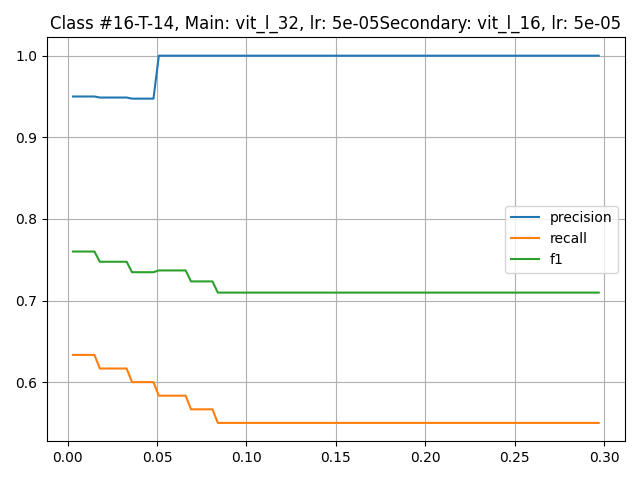 Class #16-T-14, Main: vit_l_32, lr: 5e-05Secondary: vit_l_16, lr: 5e-05
1.0
0.9
0.8
0.7
0.6
precision
recall
f1
0.00 0.05 0.10 0.15 0.20 0.25 0.30